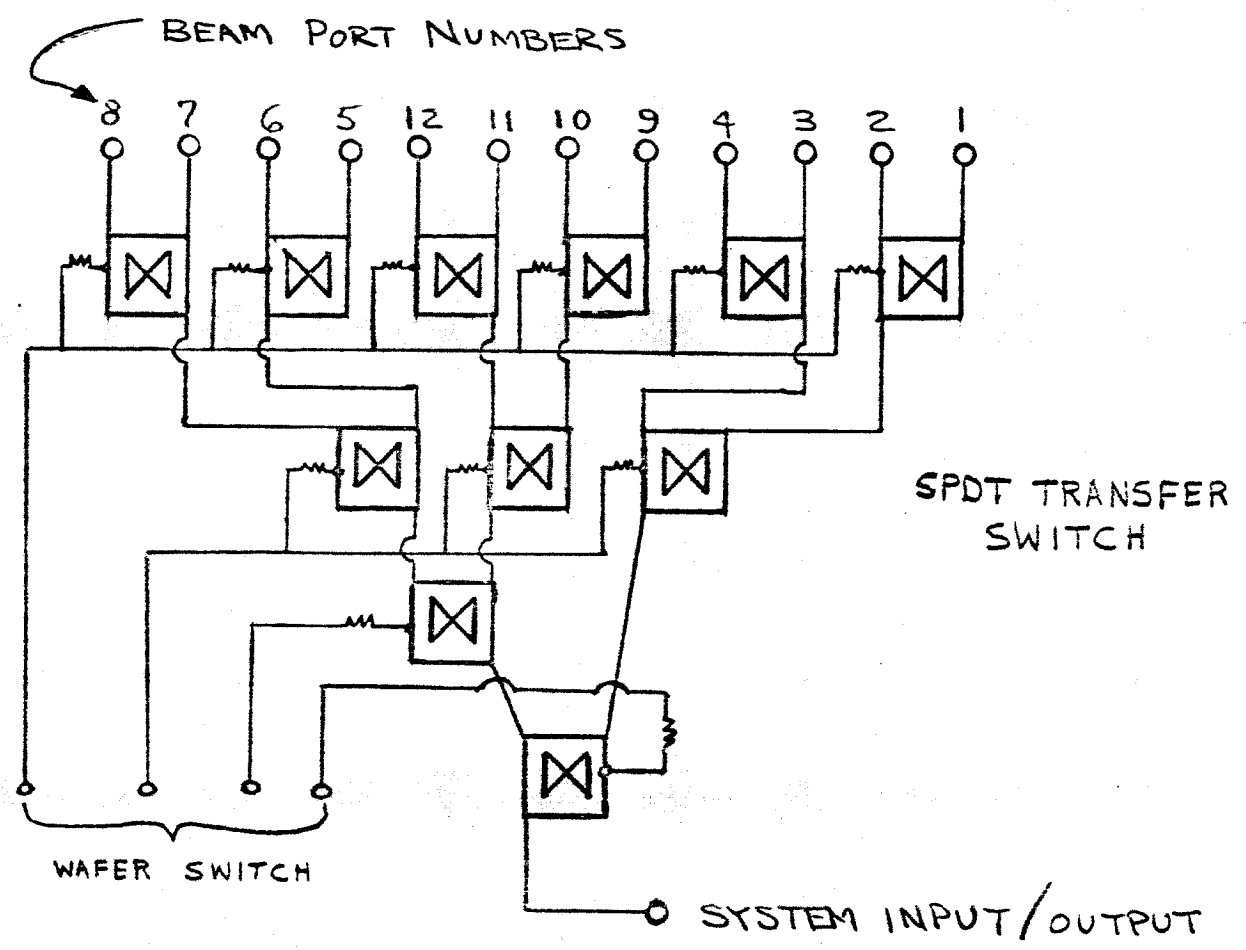 BEAM PORT NUMBERS
8 7 6 5 12 11 10 9 4 3 2 1
SPDT TRANSFER
SWITCH
WAFER SWITCH
SYSTEM INPUT/OUTPUT